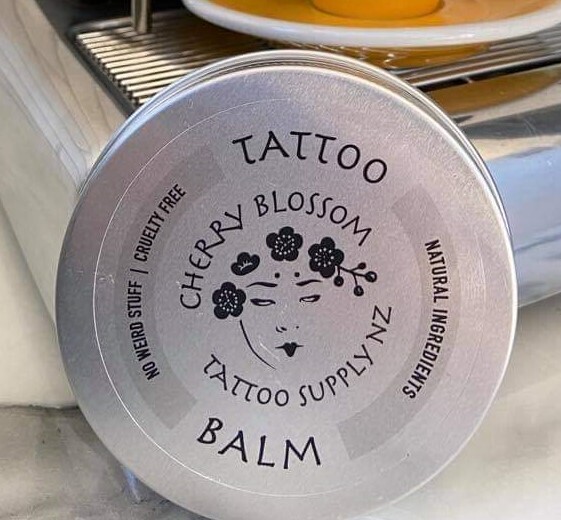 TATTOO
CHERRY BLOSSOM
NO WEIRD STUFF | CRUELTY FREE
NATURAL INGREDIENTS
TATTOO SUPPLY NZ
BALM